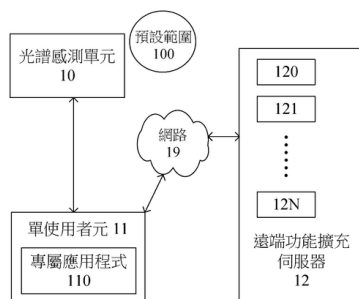 預設範圍
100
光譜感測單元
10
網路
19
120
121
12N
遠端功能擴充
伺服器
12
單使用者元 11
專屬應用程式
110